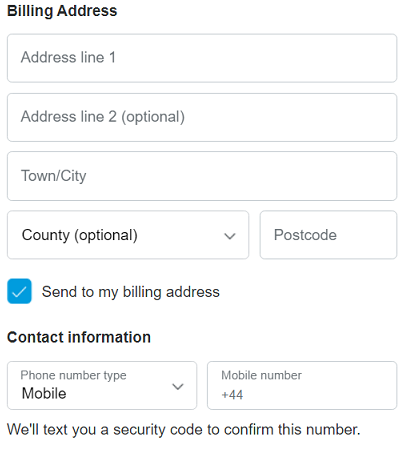 Billing Address
Address line 1
Address line 2 (optional)
Town/City
County (optional)
Postcode
Send to my billing address
Contact information
Phone number type
Mobile
Mobile number
+44
We'll text you a security code to confirm this number.